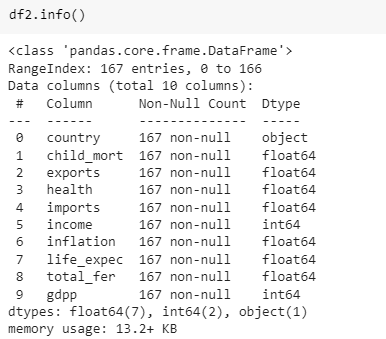 df2.info()
<class 'pandas.core.frame.DataFrame'>
RangeIndex: 167 entries, 0 to 166
Data columns (total 10 columns):
 #   Column      Non-Null Count  Dtype
---  ------      --------------  -----
 0   country     167 non-null    object
 1   child_mort  167 non-null    float64
 2   exports     167 non-null    float64
 3   health      167 non-null    float64
 4   imports     167 non-null    float64
 5   income      167 non-null    int64
 6   inflation   167 non-null    float64
 7   life_expec  167 non-null    float64
 8   total_fer   167 non-null    float64
 9   gdpp        167 non-null    int64
dtypes: float64(7), int64(2), object(1)
memory usage: 13.2+ KB